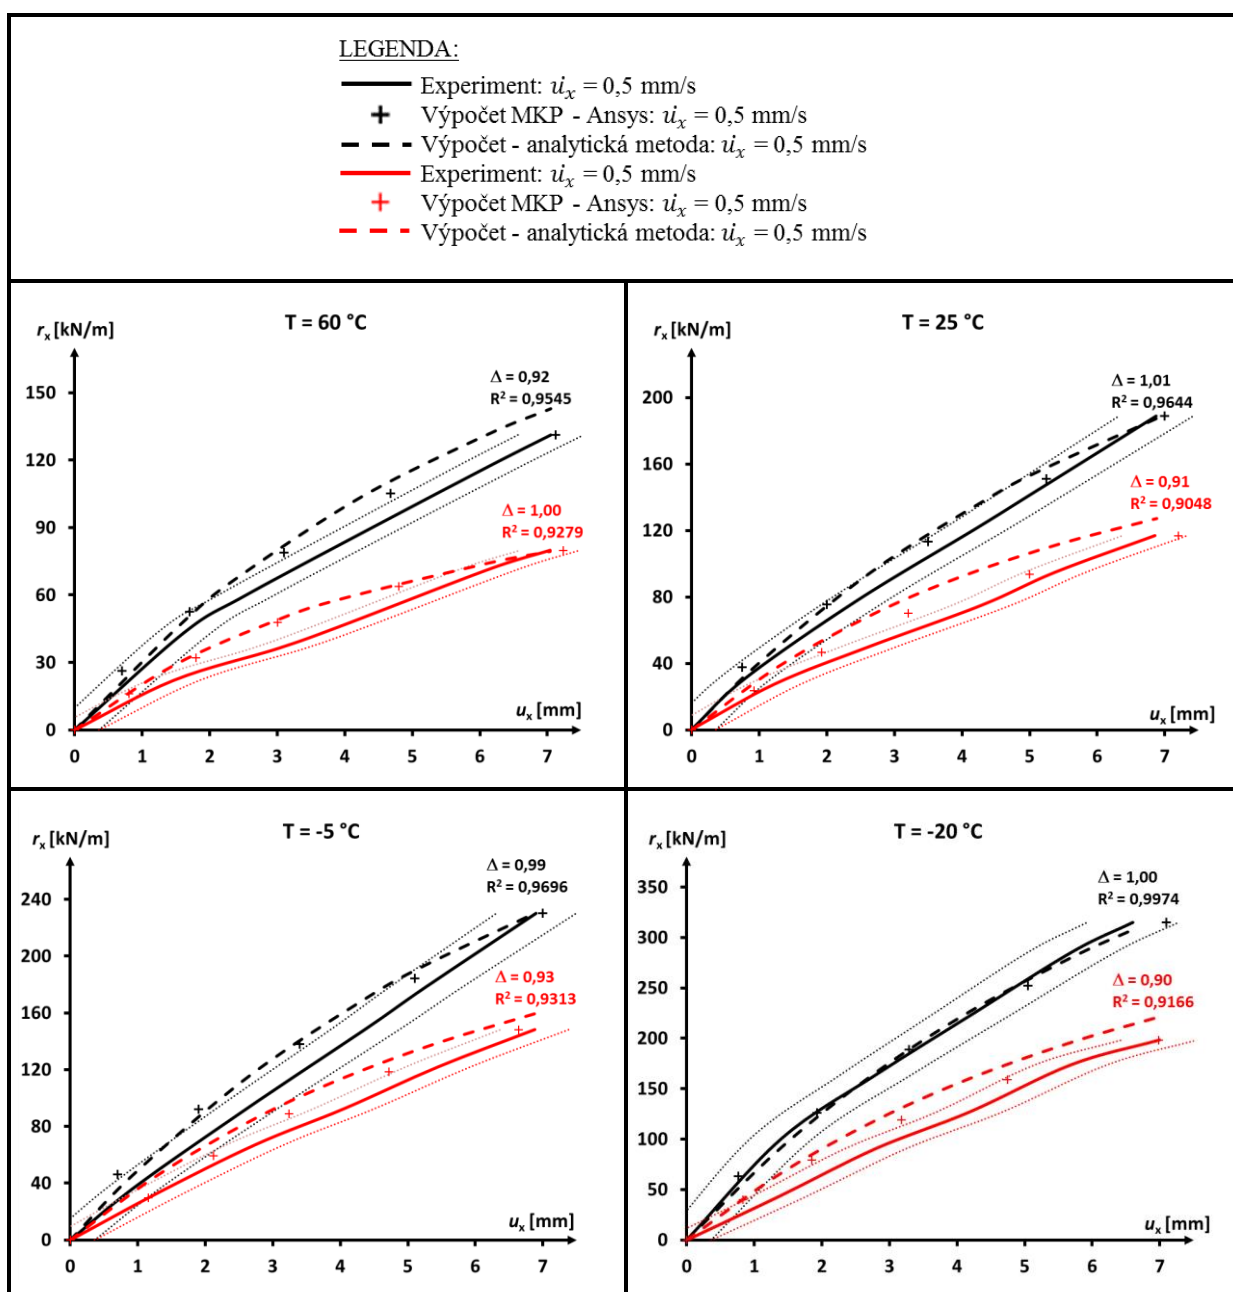 LEGENDA:
Experiment: u̇ₓ = 0,5 mm/s
Výpočet MKP - Ansys: u̇ₓ = 0,5 mm/s
Výpočet - analytická metoda: u̇ₓ = 0,5 mm/s
Experiment: u̇ₓ = 0,5 mm/s
Výpočet MKP - Ansys: u̇ₓ = 0,5 mm/s
Výpočet - analytická metoda: u̇ₓ = 0,5 mm/s
T = 60 °C
rₓ [kN/m]
150
120
90
60
30
0
Δ = 0,92
R² = 0,9545
Δ = 1,00
R² = 0,9279
uₓ [mm]
0 1 2 3 4 5 6 7
T = 25 °C
rₓ [kN/m]
200
160
120
80
40
0
Δ = 1,01
R² = 0,9644
Δ = 0,91
R² = 0,9048
uₓ [mm]
0 1 2 3 4 5 6 7
T = -5 °C
rₓ [kN/m]
240
200
160
120
80
40
0
Δ = 0,99
R² = 0,9696
Δ = 0,93
R² = 0,9313
uₓ [mm]
0 1 2 3 4 5 6 7
T = -20 °C
rₓ [kN/m]
350
300
250
200
150
100
50
0
Δ = 1,00
R² = 0,9974
Δ = 0,90
R² = 0,9166
uₓ [mm]
0 1 2 3 4 5 6 7